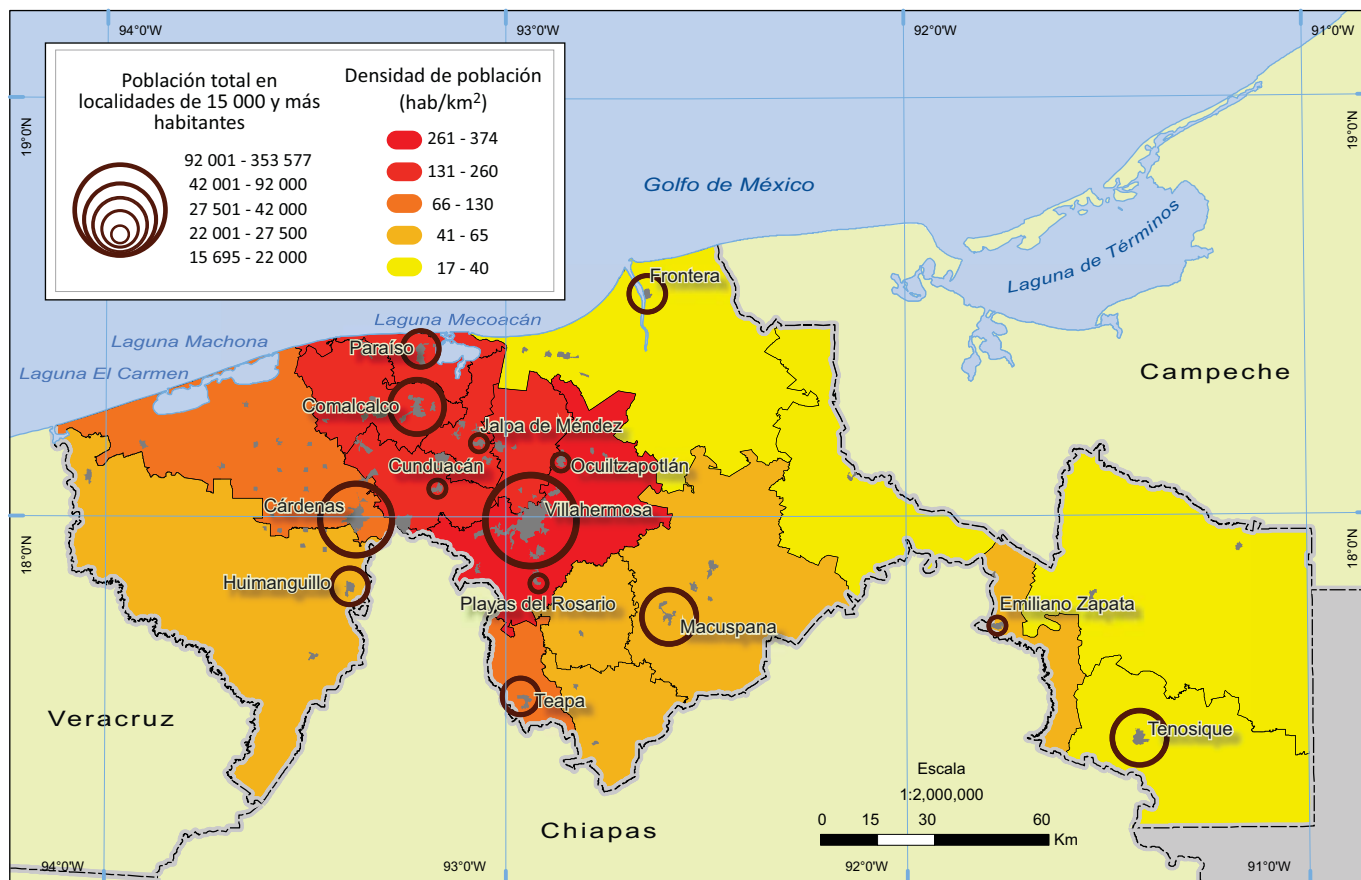 94°0'W
93°0'W
92°0'W
91°0'W
19°0'N
19°0'N
18°0'N
18°0'N
Población total en
localidades de 15 000 y más
habitantes
92 001 - 353 577
42 001 - 92 000
27 501 - 42 000
22 001 - 27 500
15 695 - 22 000
Densidad de población
(hab/km²)
261 - 374
131 - 260
66 - 130
41 - 65
17 - 40
Golfo de México
Laguna de Términos
Frontera
Laguna Mecoacán
Laguna Machona
Paraíso
Laguna El Carmen
Campeche
Comalcalco
Jalpa de Méndez
Cunduacán
Ocuiltzapotlán
Cárdenas
Villahermosa
Huimanguillo
Playas del Rosario
Emiliano Zapata
Macuspana
Teapa
Veracruz
Tenosique
Chiapas
Escala
1:2,000,000
0 15 30 60
Km
94°0'W
93°0'W
92°0'W
91°0'W